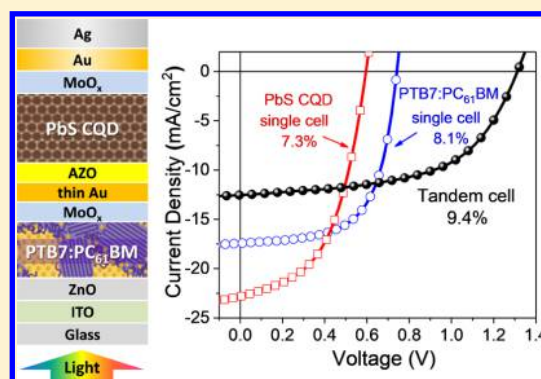 Ag
Au
MoOₓ
PbS CQD
AZO
thin Au
MoOₓ
PTB7:PC₆₁BM
ZnO
ITO
Glass
Light
Current Density (mA/cm²)
0
-5
-10
-15
-20
-25
0.0 0.2 0.4 0.6 0.8 1.0 1.2 1.4
Voltage (V)
PbS CQD
single cell
7.3%
PTB7:PC₆₁BM
single cell
8.1%
Tandem cell
9.4%